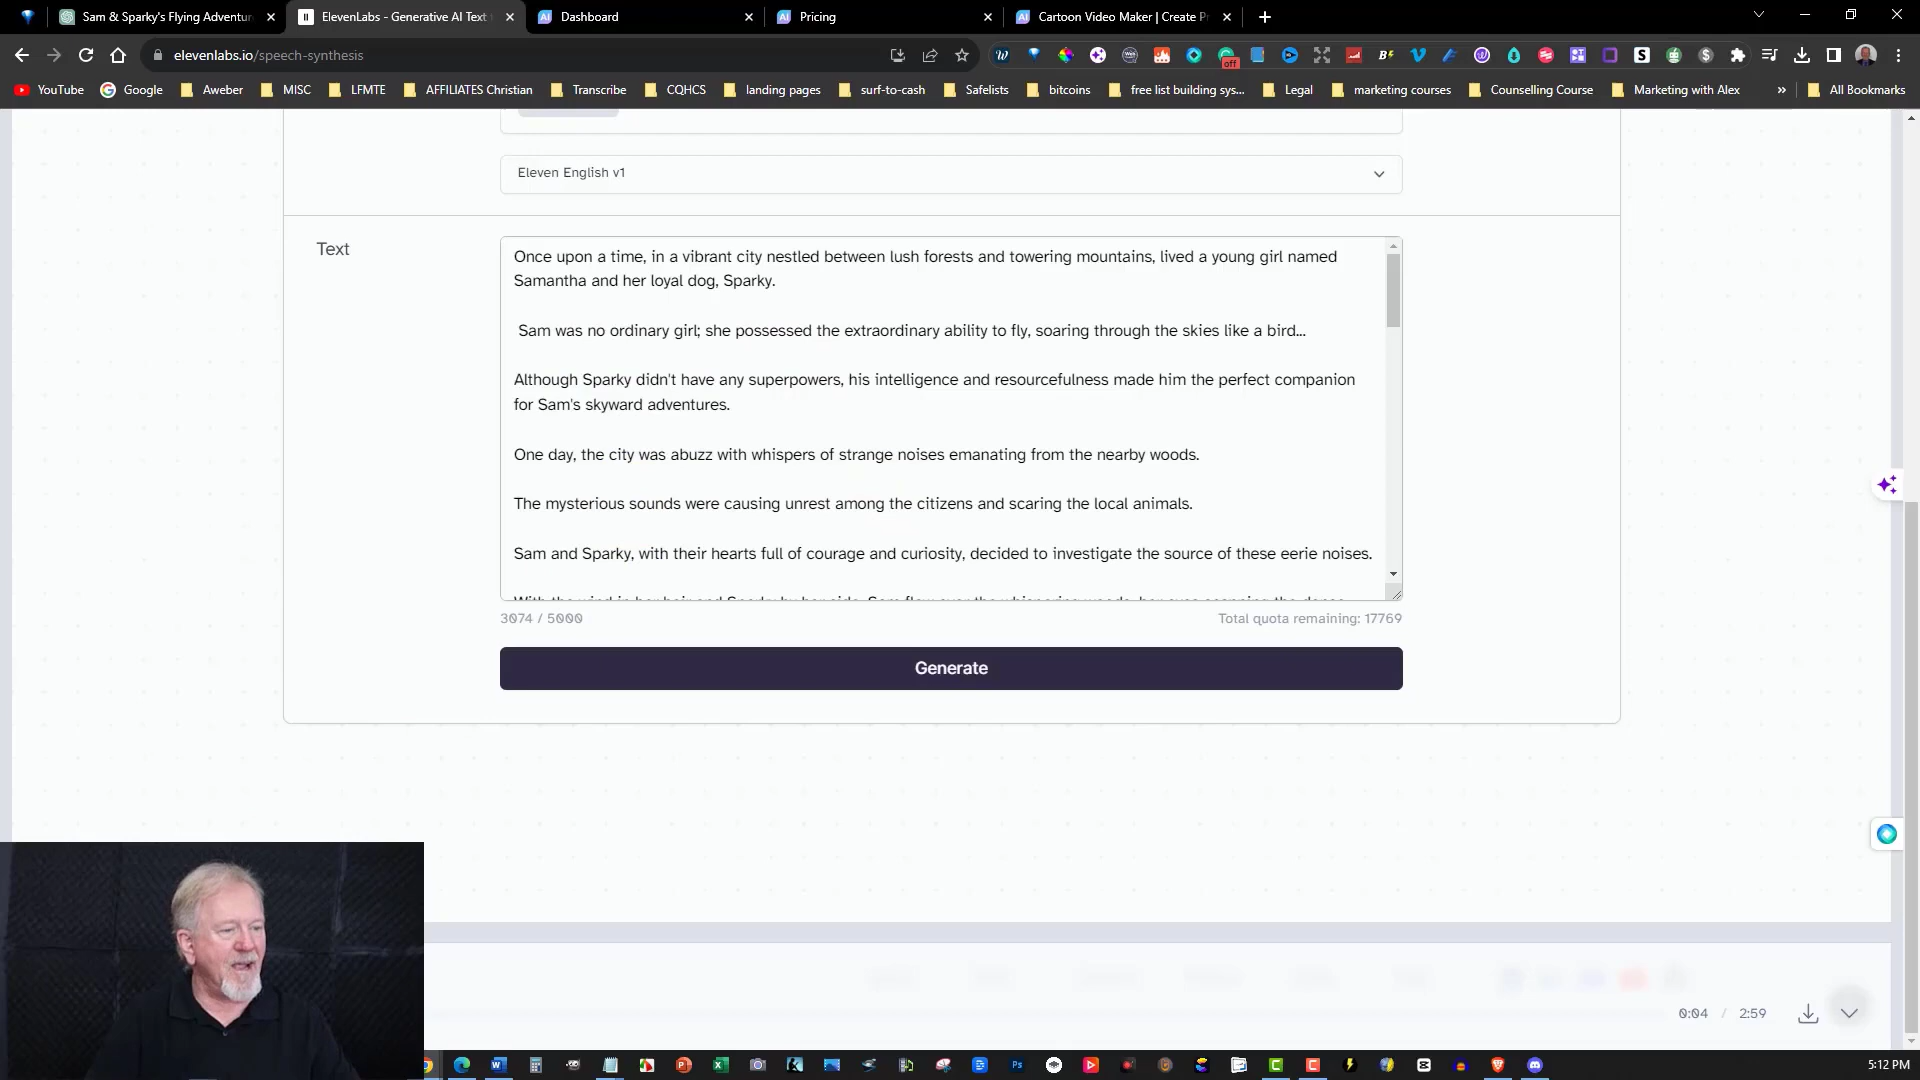 Sam & Sparky's Flying Adventur
ElevenLabs - Generative AI Text
Dashboard
Pricing
Cartoon Video Maker | Create P
elevenlabs.io/speech-synthesis
off
YouTube
Google
Aweber
MISC
LFMTE
AFFILIATES Christian
Transcribe
CQHCS
landing pages
surf-to-cash
Safelists
bitcoins
free list building sys...
Legal
marketing courses
Counselling Course
Marketing with Alex
All Bookmarks
Eleven English v1
Text
Once upon a time, in a vibrant city nestled between lush forests and towering mountains, lived a young girl named
Samantha and her loyal dog, Sparky.
Sam was no ordinary girl; she possessed the extraordinary ability to fly, soaring through the skies like a bird...
Although Sparky didn't have any superpowers, his intelligence and resourcefulness made him the perfect companion
for Sam's skyward adventures.
One day, the city was abuzz with whispers of strange noises emanating from the nearby woods.
The mysterious sounds were causing unrest among the citizens and scaring the local animals.
Sam and Sparky, with their hearts full of courage and curiosity, decided to investigate the source of these eerie noises.
3074 / 5000
Total quota remaining: 17769
Generate
0:04 / 2:59
5:12 PM